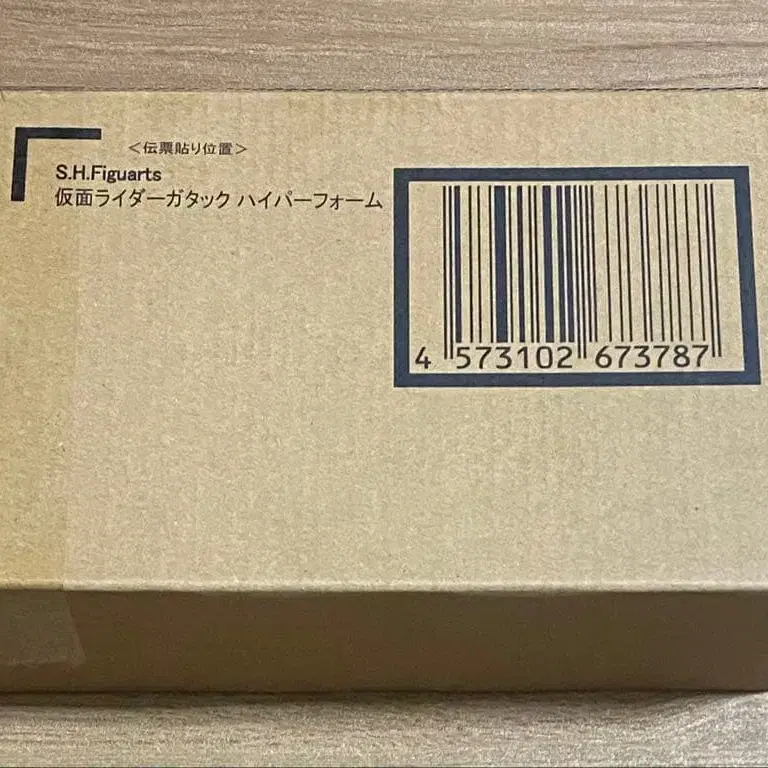 ＜伝票貼り位置＞
S.H.Figuarts
仮面ライダーガタック ハイパーフォーム
4 573102 673787